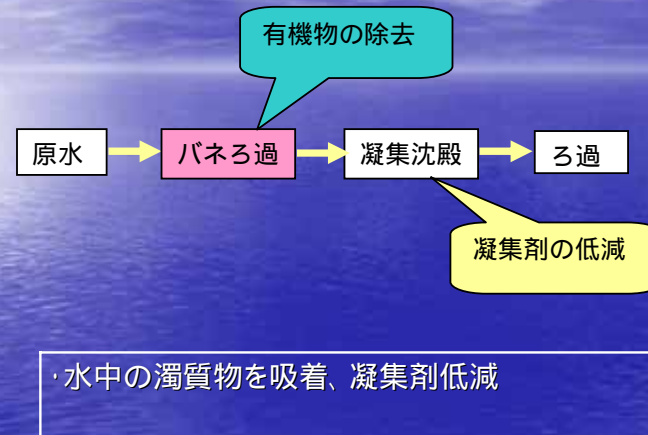 有機物の除去
原水
バネろ過
凝集沈殿
ろ過
凝集剤の低減
・水中の濁質物を吸着、凝集剤低減